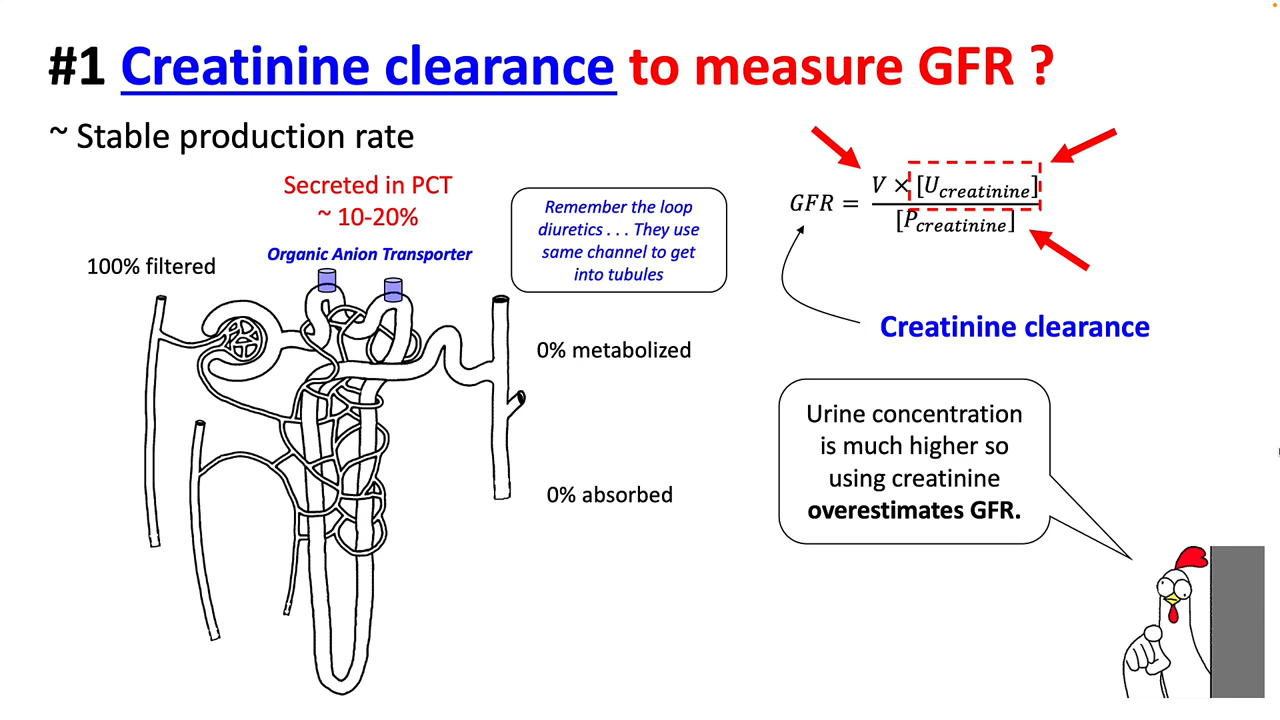 #1 Creatinine clearance to measure GFR ?
~ Stable production rate
Secreted in PCT
~ 10-20%
Organic Anion Transporter
100% filtered
Remember the loop
diuretics . . . They use
same channel to get
into tubules
0% metabolized
0% absorbed
GFR = V × [U_creatinine] / [P_creatinine]
Creatinine clearance
Urine concentration
is much higher so
using creatinine
overestimates GFR.